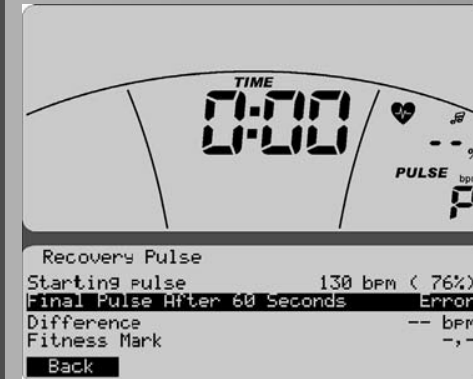 TIME
0:00
-- %
PULSE bpm
P
Recovery Pulse
Starting pulse 130 bpm ( 76%)
Final Pulse After 60 Seconds Error
Difference -- bpm
Fitness Mark -,-
Back